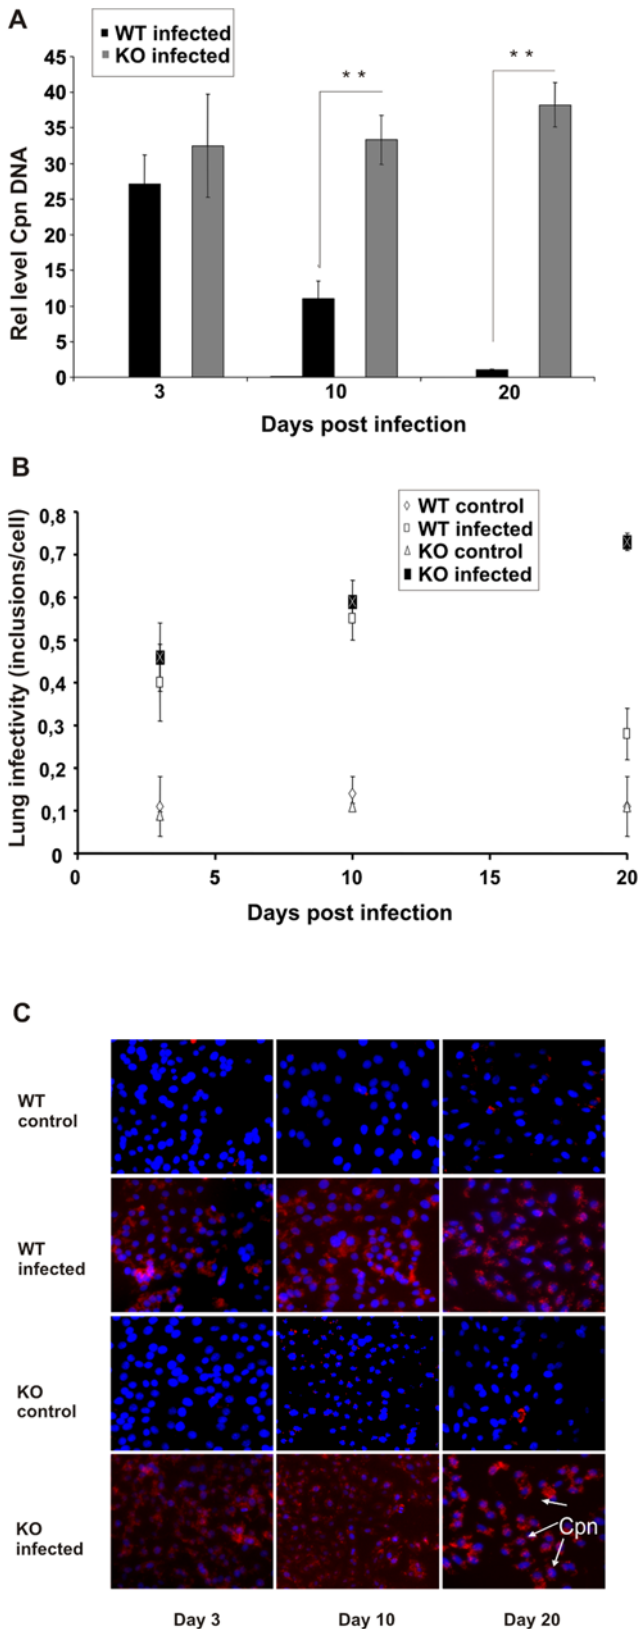 A
WT infected
KO infected
45
40
35
30
25
20
15
10
5
0
Rel level Cpn DNA
* *
* *
3
10
20
Days post infection
B
WT control
WT infected
KO control
KO infected
0,8
0,7
0,6
0,5
0,4
0,3
0,2
0,1
0
Lung infectivity (inclusions/cell)
0
5
10
15
20
Days post infection
C
WT
control
WT
infected
KO
control
KO
infected
Cpn
Day 3
Day 10
Day 20